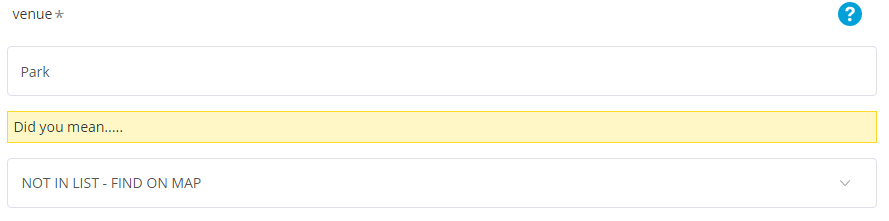 venue*
?
Park
Did you mean.....
NOT IN LIST - FIND ON MAP